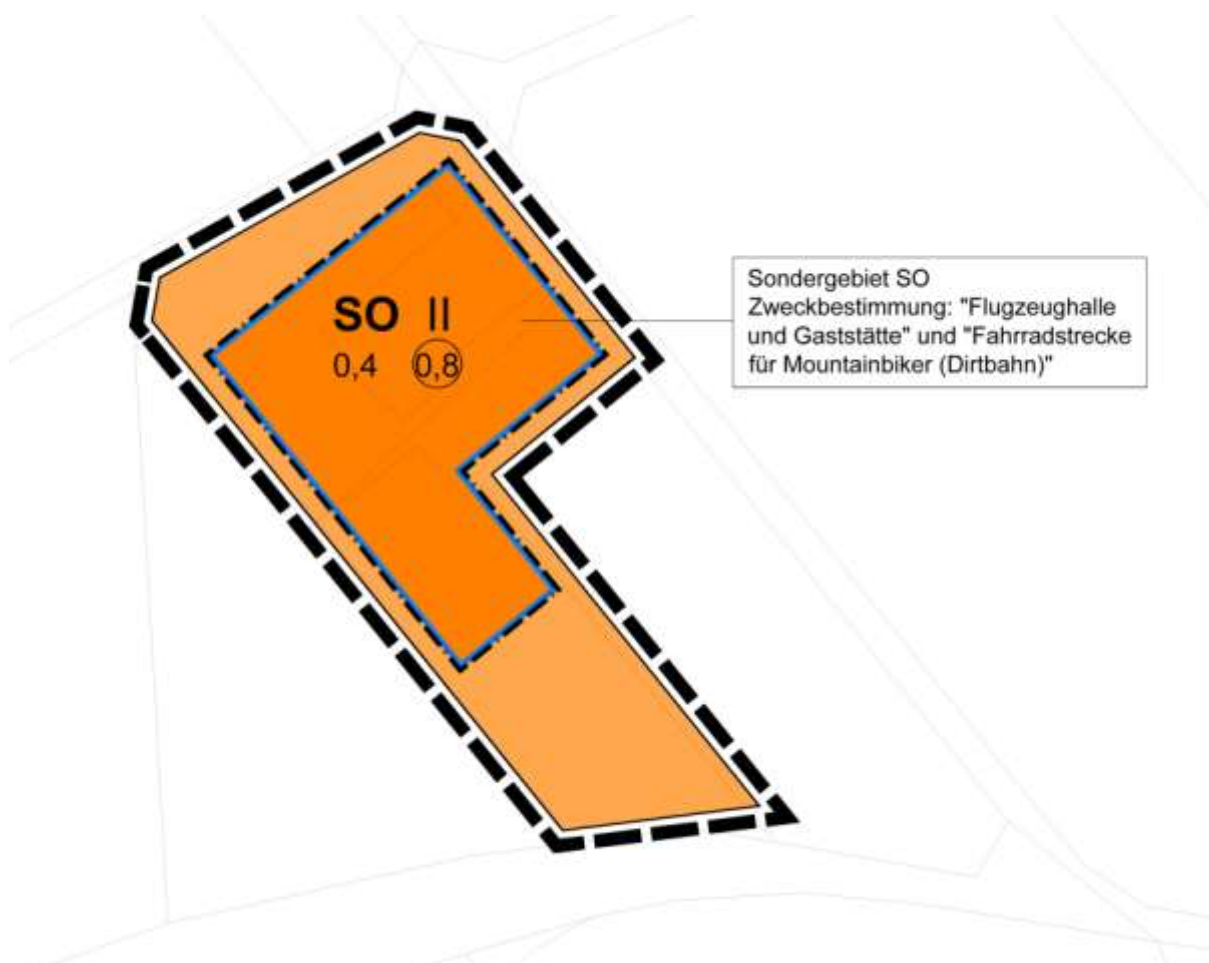 SO II
0,4 0,8
Sondergebiet SO
Zweckbestimmung: "Flugzeughalle
und Gaststätte" und "Fahrradstrecke
für Mountainbiker (Dirtbahn)"